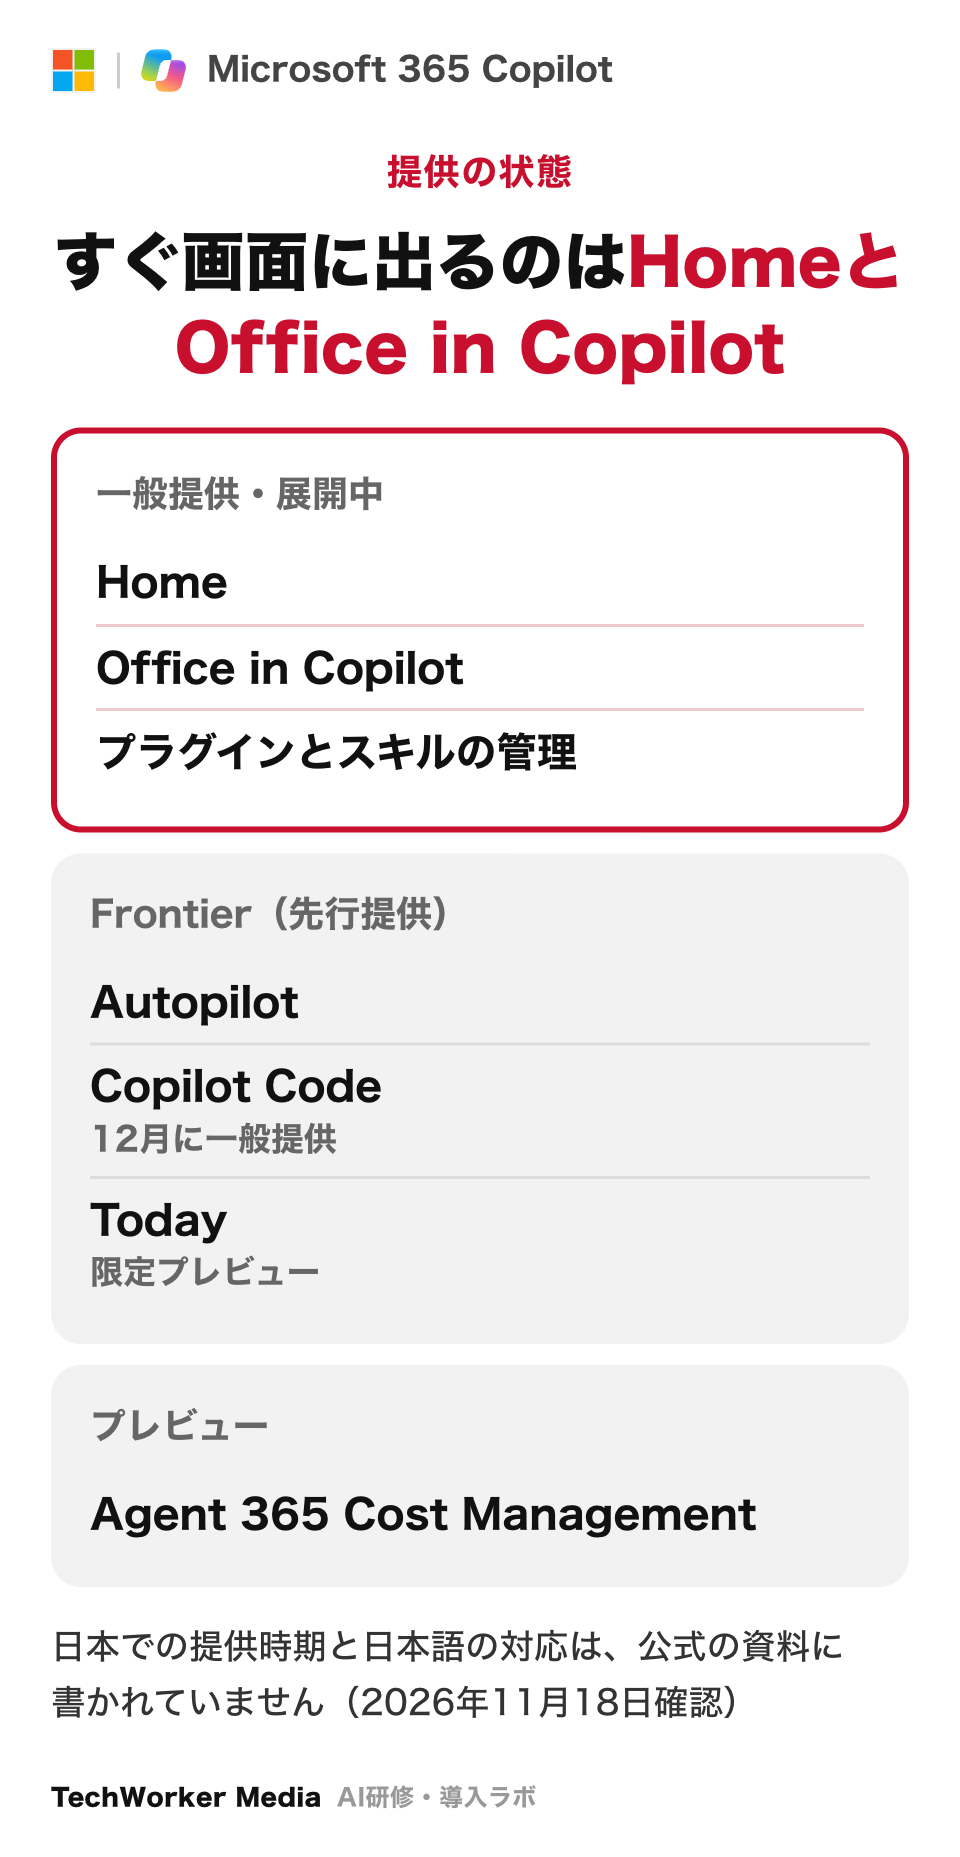 Microsoft 365 Copilot
提供の状態
すぐ画面に出るのはHomeと
Office in Copilot
一般提供・展開中
Home
Office in Copilot
プラグインとスキルの管理
Frontier（先行提供）
Autopilot
Copilot Code
12月に一般提供
Today
限定プレビュー
プレビュー
Agent 365 Cost Management
日本での提供時期と日本語の対応は、公式の資料に
書かれていません（2026年11月18日確認）
TechWorker Media AI研修・導入ラボ